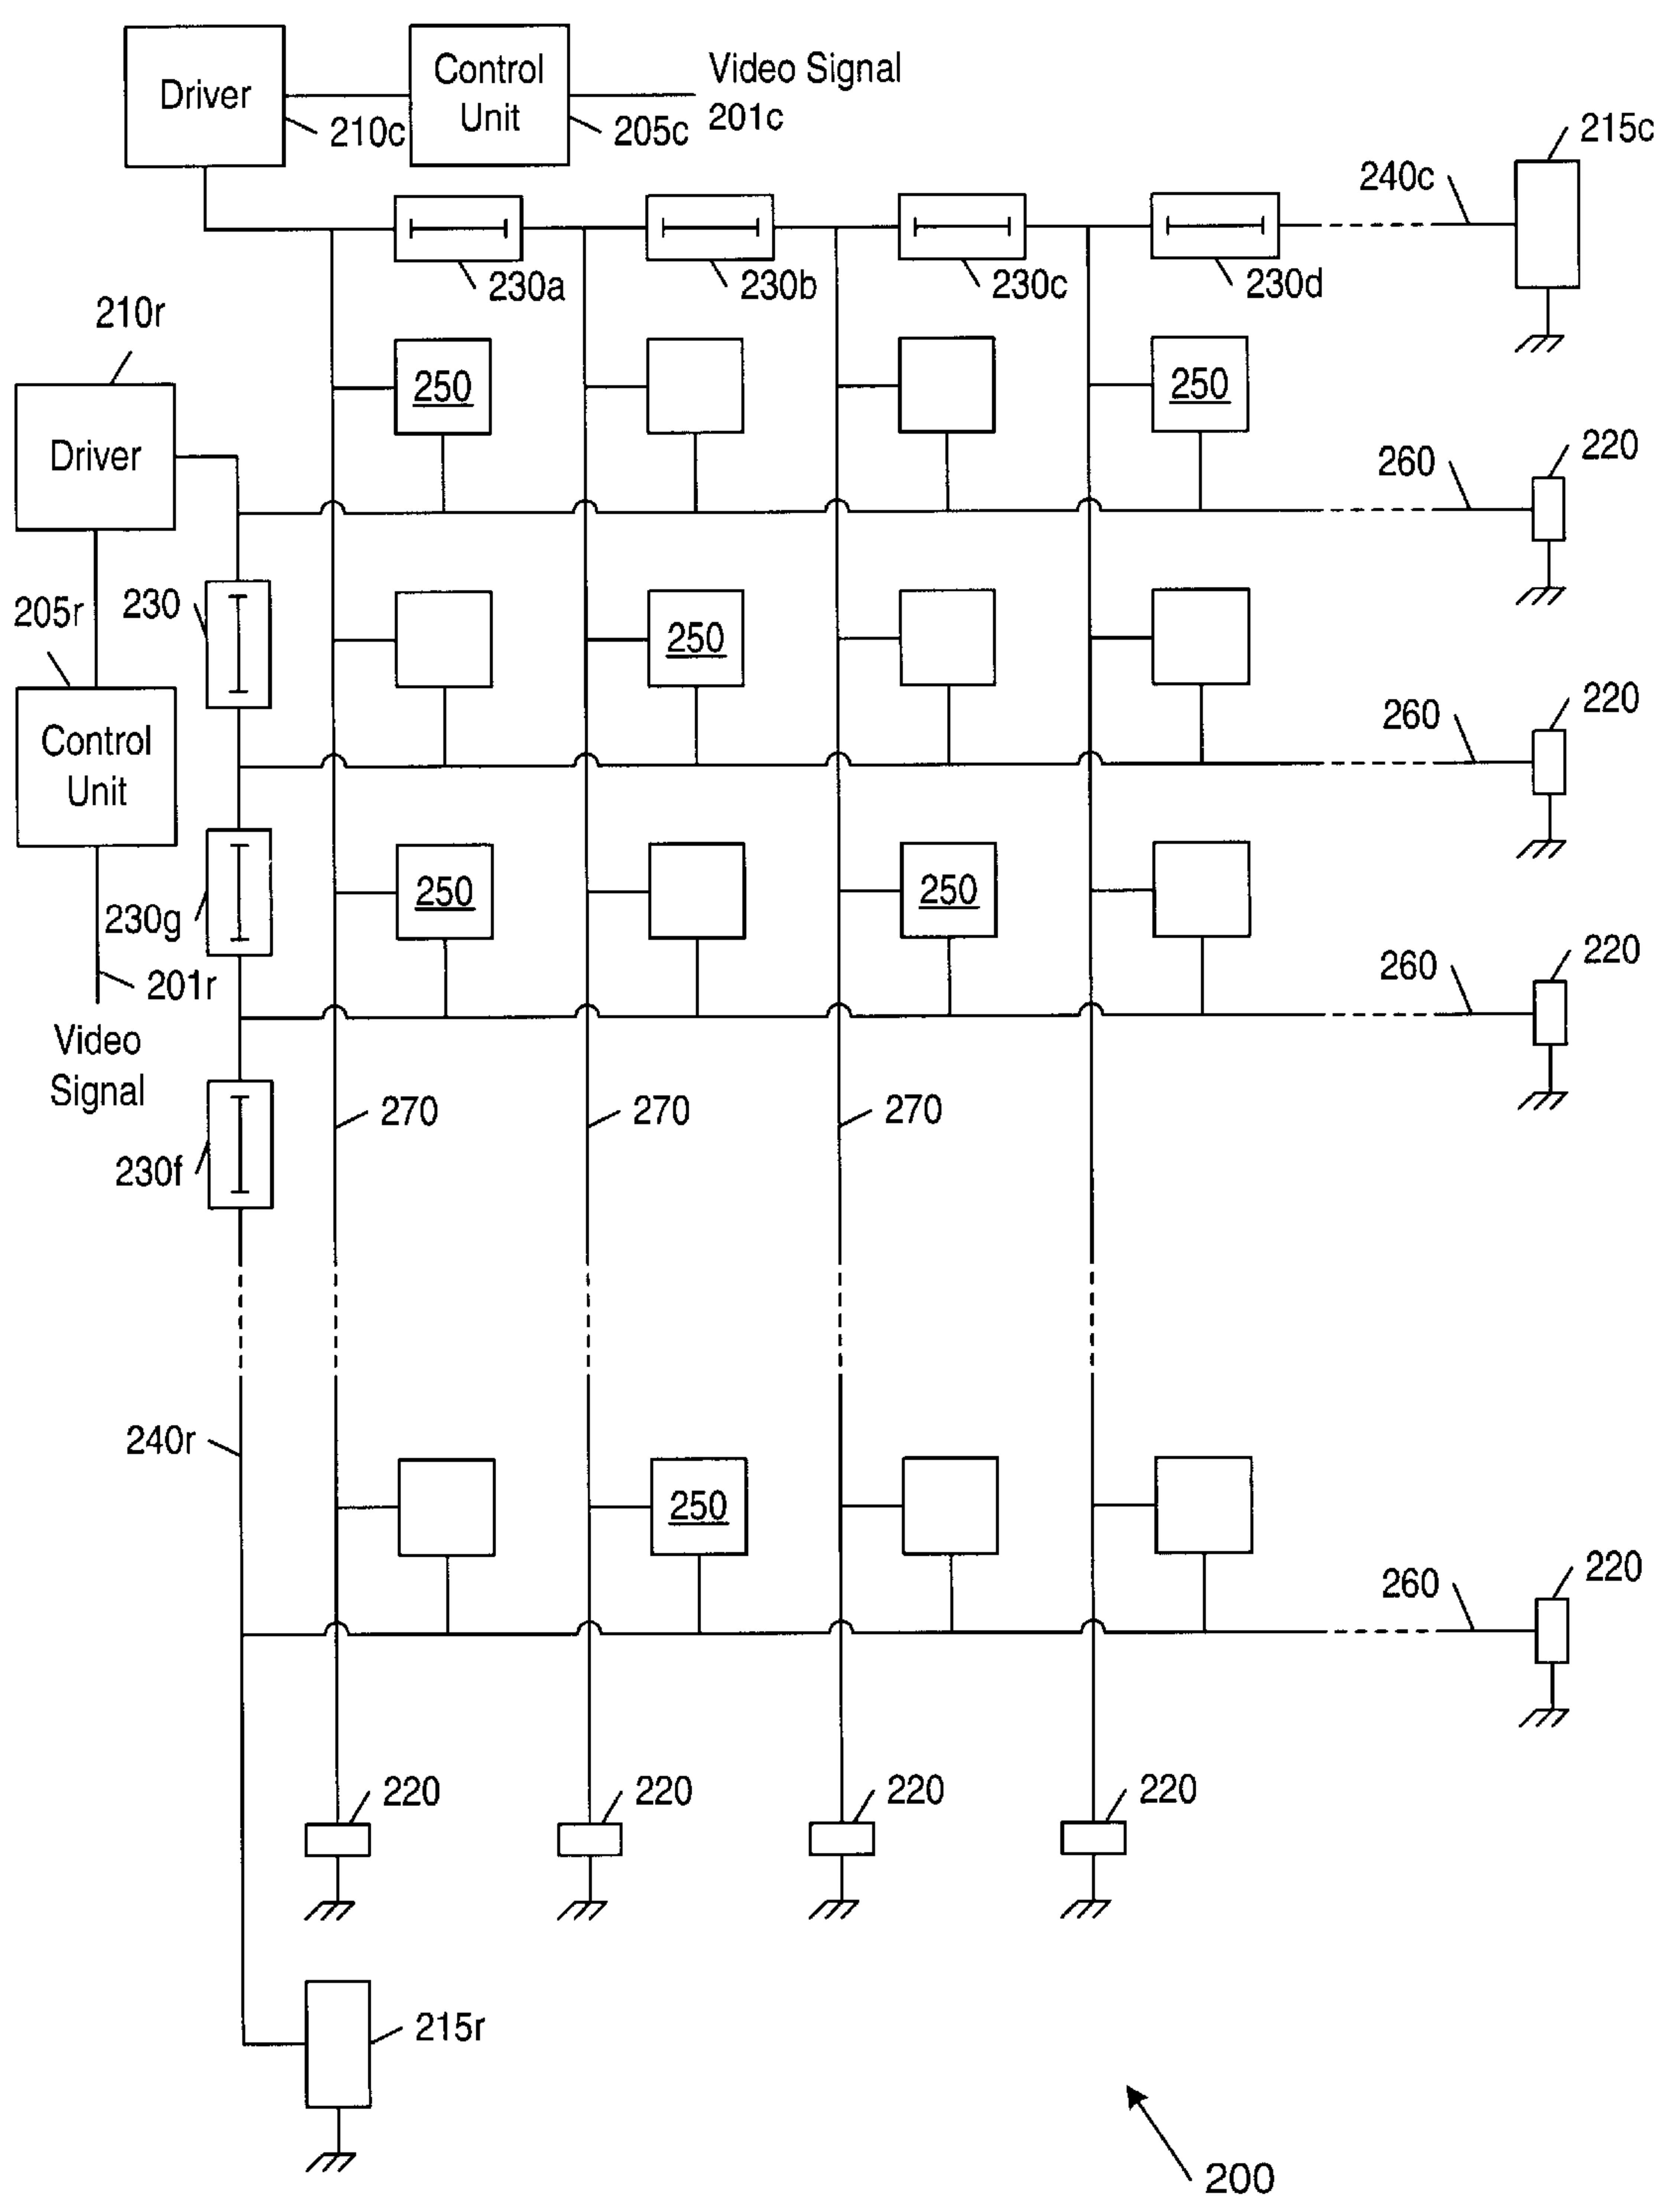 Driver
210c
Control
Unit
205c
Video Signal
201c
215c
240c
230a
230b
230c
230d
210r
Driver
250
250
260
220
205r
230
250
260
220
Control
Unit
230g
250
250
260
220
201r
Video
Signal
230f
270
270
270
240r
250
260
220
220
220
220
220
215r
200